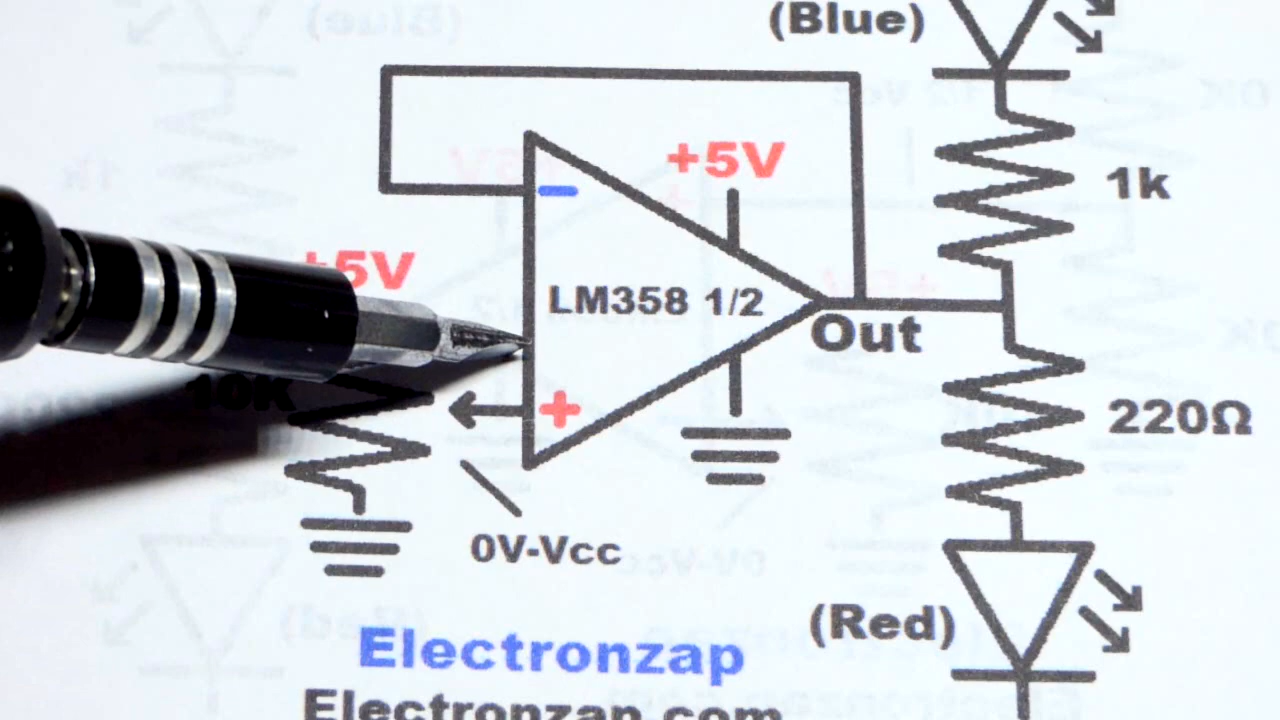 (Blue)
+5V
1k
+5V
LM358 1/2
Out
10K
220Ω
0V-Vcc
(Red)
Electronzap
Electronzap.com